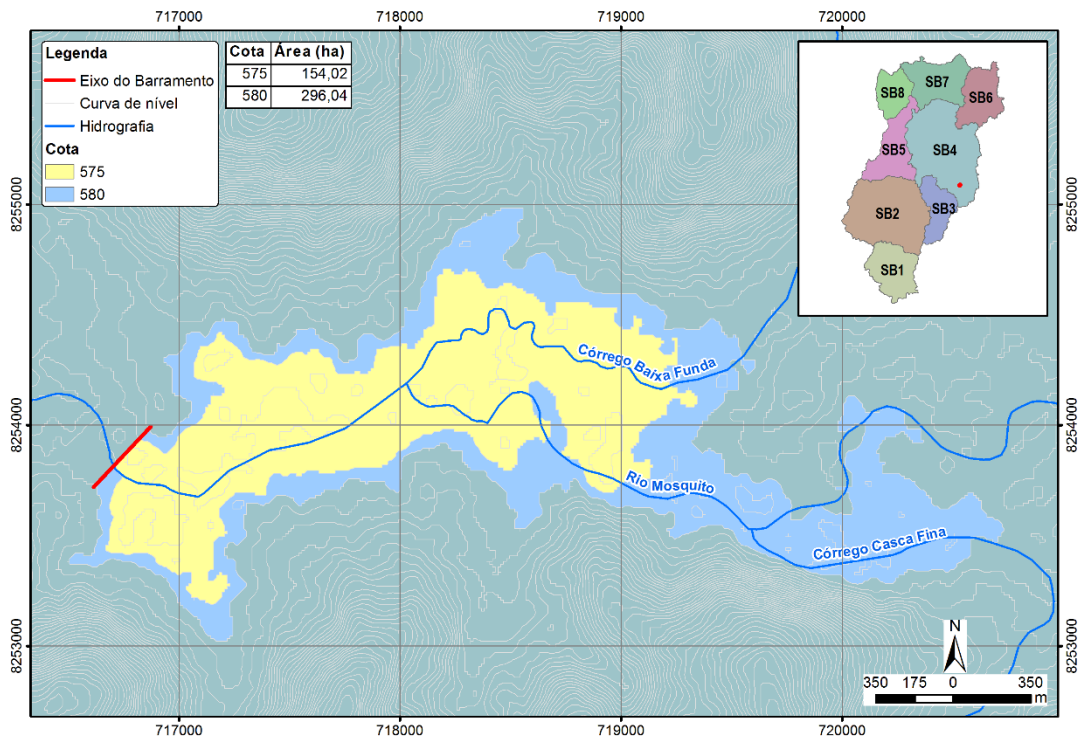 717000 718000 719000 720000
Legenda
Eixo do Barramento
Curva de nível
Hidrografia
Cota
575
580
Cota Área (ha)
575 154,02
580 296,04
SB8
SB7
SB6
SB5
SB4
SB2
SB3
SB1
8255000 8255000
Córrego Baixa Funda
8254000 8254000
Rio Mosquito
Córrego Casca Fina
8253000 8253000
N
350 175 0 350
m
717000 718000 719000 720000